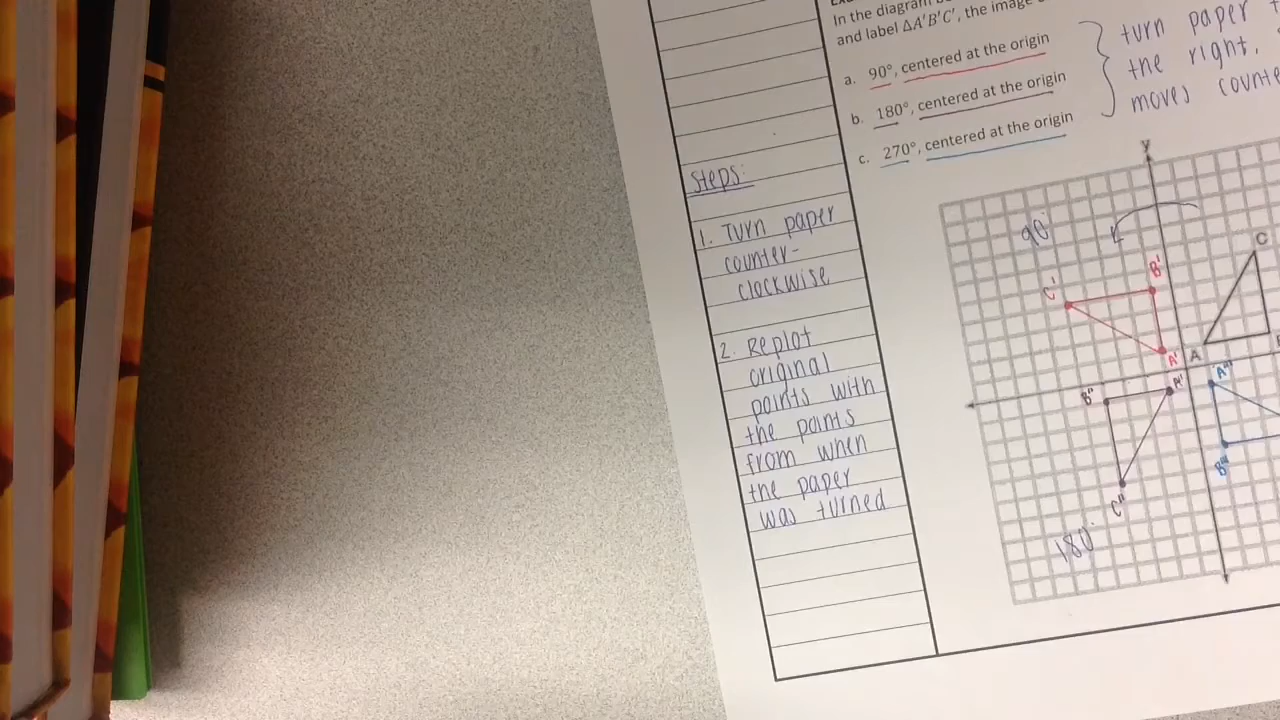 In the diagram
and label ΔA'B'C', the image
a. 90°, centered at the origin
b. 180°, centered at the origin
c. 270°, centered at the origin
turn paper
the right,
moves counte
steps:
1. Turn paper
counter-
clockwise
2. Replot
original
points with
the points
from when
the paper
was turned
y
90°
C
C'
B'
A'
A
A'''
B''
A''
B'''
C''
180°